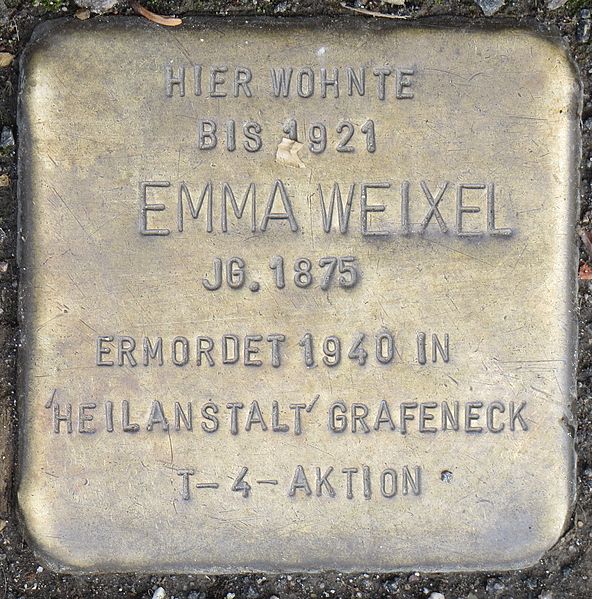 HIER WOHNTE
BIS 1921
EMMA WEIXEL
JG. 1875
ERMORDET 1940 IN
'HEILANSTALT' GRAFENECK
T-4-AKTION